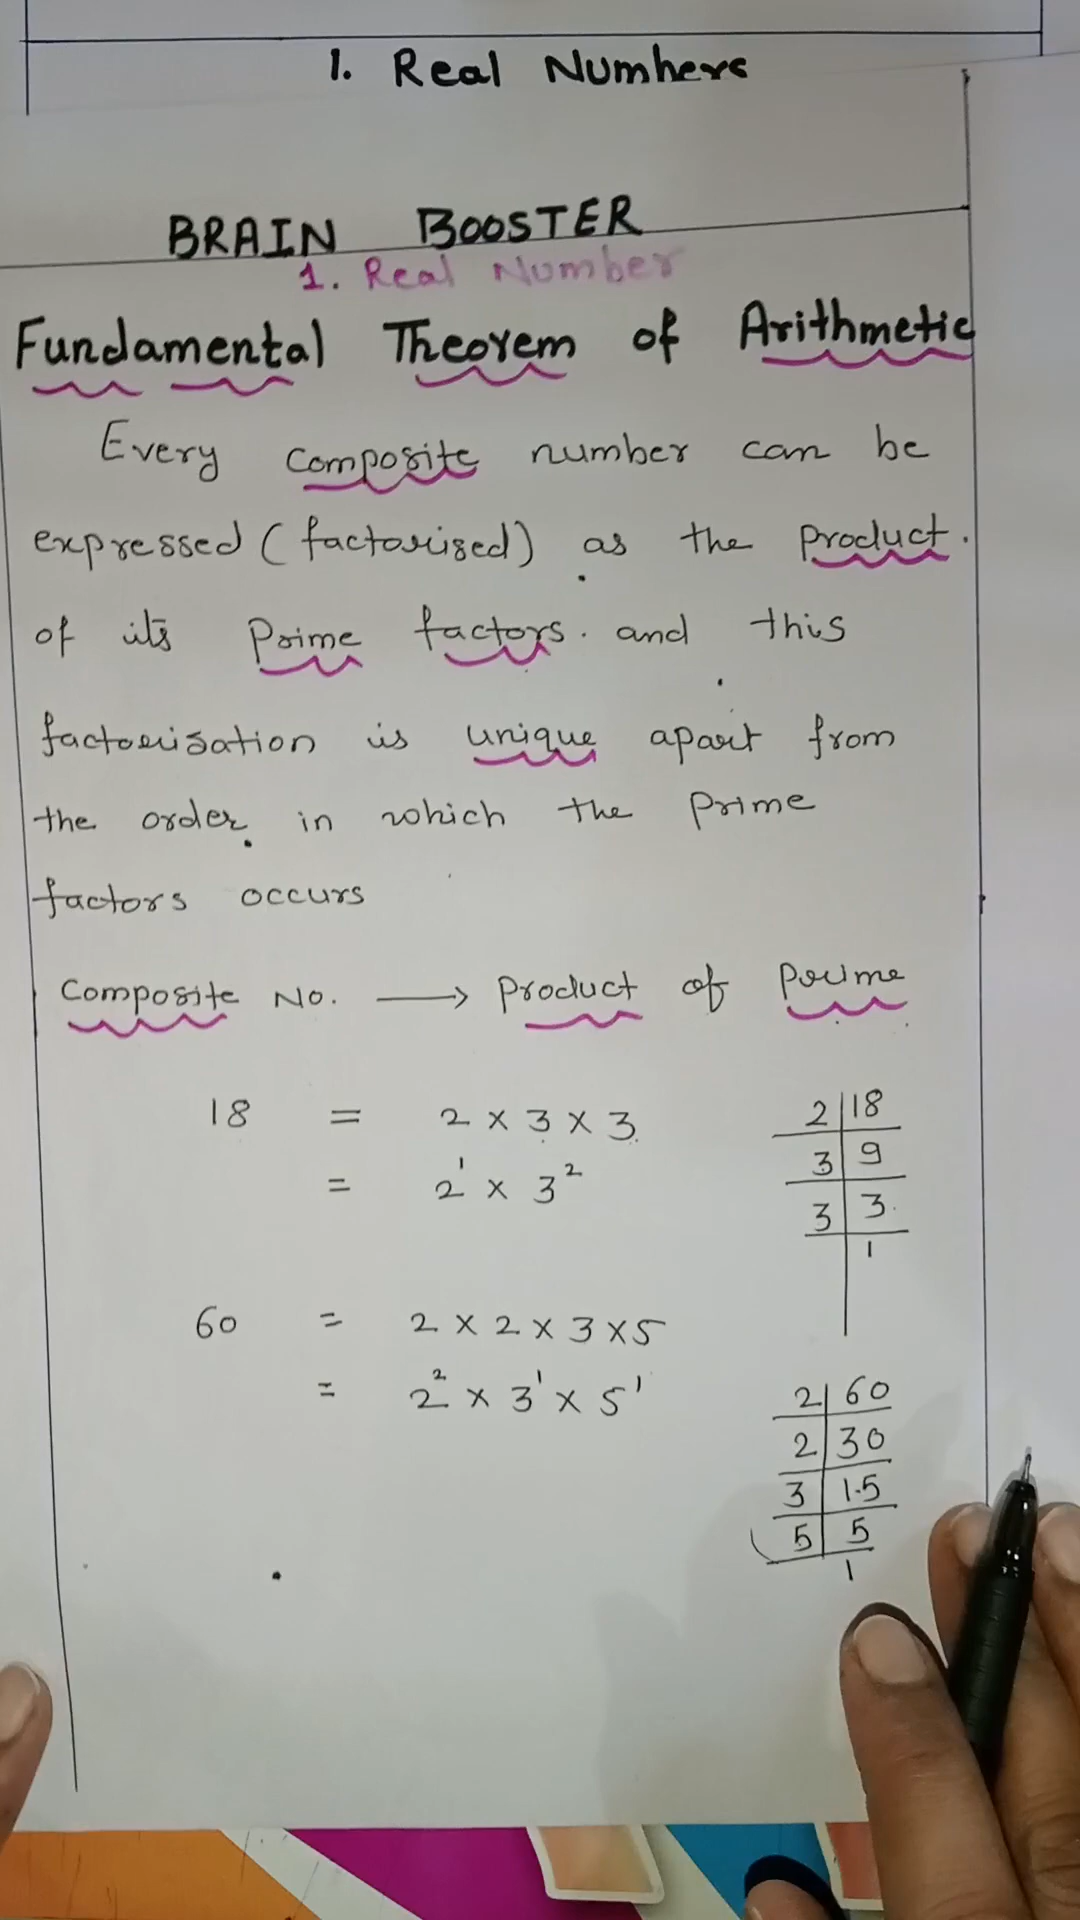 1. Real Numbers
BRAIN BOOSTER
1. Real Number
Fundamental Theorem of Arithmetic
Every composite number can be
expressed (factorised) as the product.
of its Prime factors. and this
factorisation is unique apart from
the order in which the Prime
factors occurs
Composite No. ⟶ Product of Prime
18 = 2 × 3 × 3
= 2¹ × 3²
2 | 18
3 | 9
3 | 3
1
60 = 2 × 2 × 3 × 5
= 2² × 3¹ × 5¹
2 | 60
2 | 30
3 | 1.5
5 | 5
1